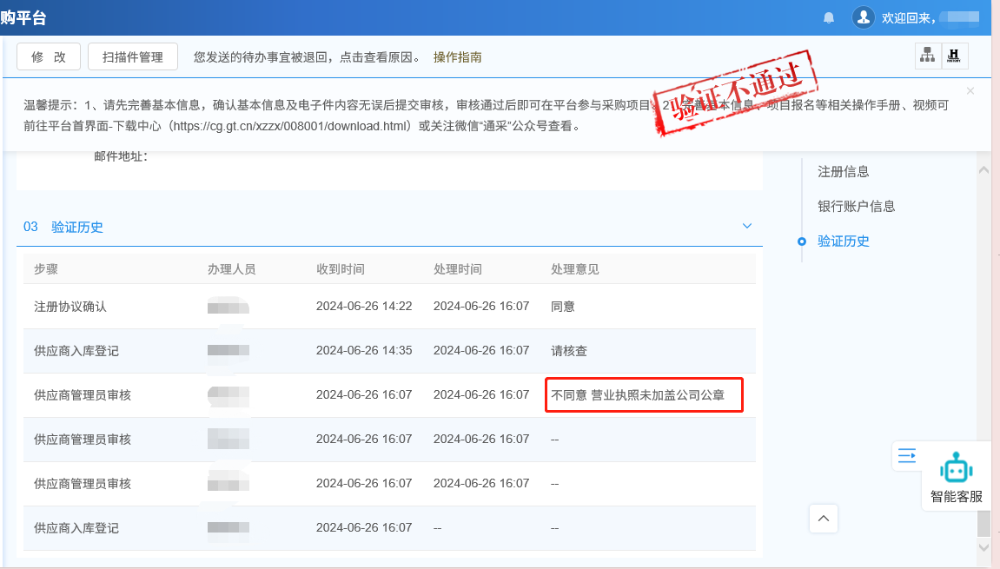 购平台
欢迎回来，
修 改 扫描件管理 您发送的待办事宜被退回，点击查看原因。 操作指南
H
验证不通过
温馨提示：1、请先完善基本信息，确认基本信息及电子件内容无误后提交审核，审核通过后即可在平台参与采购项目。2、完善基本信息、项目报名等相关操作手册、视频可
前往平台首界面-下载中心（https://cg.gt.cn/xzzx/008001/download.html）或关注微信“通采”公众号查看。
邮件地址：
注册信息
银行账户信息
验证历史
03 验证历史
步骤 办理人员 收到时间 处理时间 处理意见
注册协议确认 2024-06-26 14:22 2024-06-26 16:07 同意
供应商入库登记 2024-06-26 14:35 2024-06-26 16:07 请核查
供应商管理员审核 2024-06-26 16:07 2024-06-26 16:07 不同意 营业执照未加盖公司公章
供应商管理员审核 2024-06-26 16:07 2024-06-26 16:07 --
供应商管理员审核 2024-06-26 16:07 2024-06-26 16:07 --
供应商入库登记 2024-06-26 16:07 -- --
智能客服